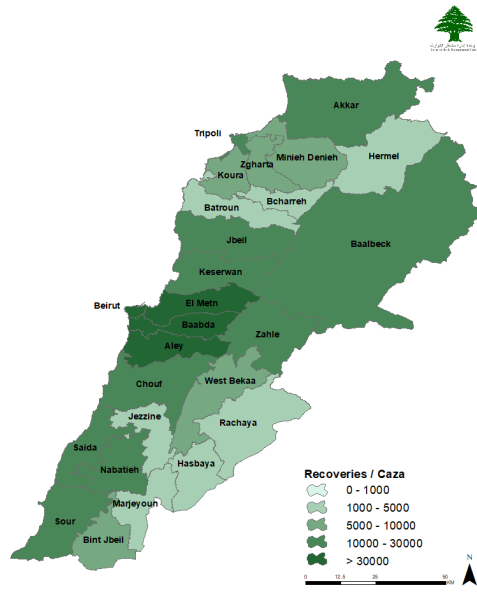 Akkar
Tripoli
Hermel
Minieh Denieh
Zgharta
Koura
Bcharreh
Batroun
Jbeil
Baalbeck
Keserwan
Beirut
El Metn
Baabda
Zahle
Aley
West Bekaa
Chouf
Jezzine
Rachaya
Saida
Hasbaya
Nabatieh
Marjeyoun
Sour
Bint Jbeil
Recoveries / Caza
0 - 1000
1000 - 5000
5000 - 10000
10000 - 30000
> 30000
N
0 12.5 25 50
KM